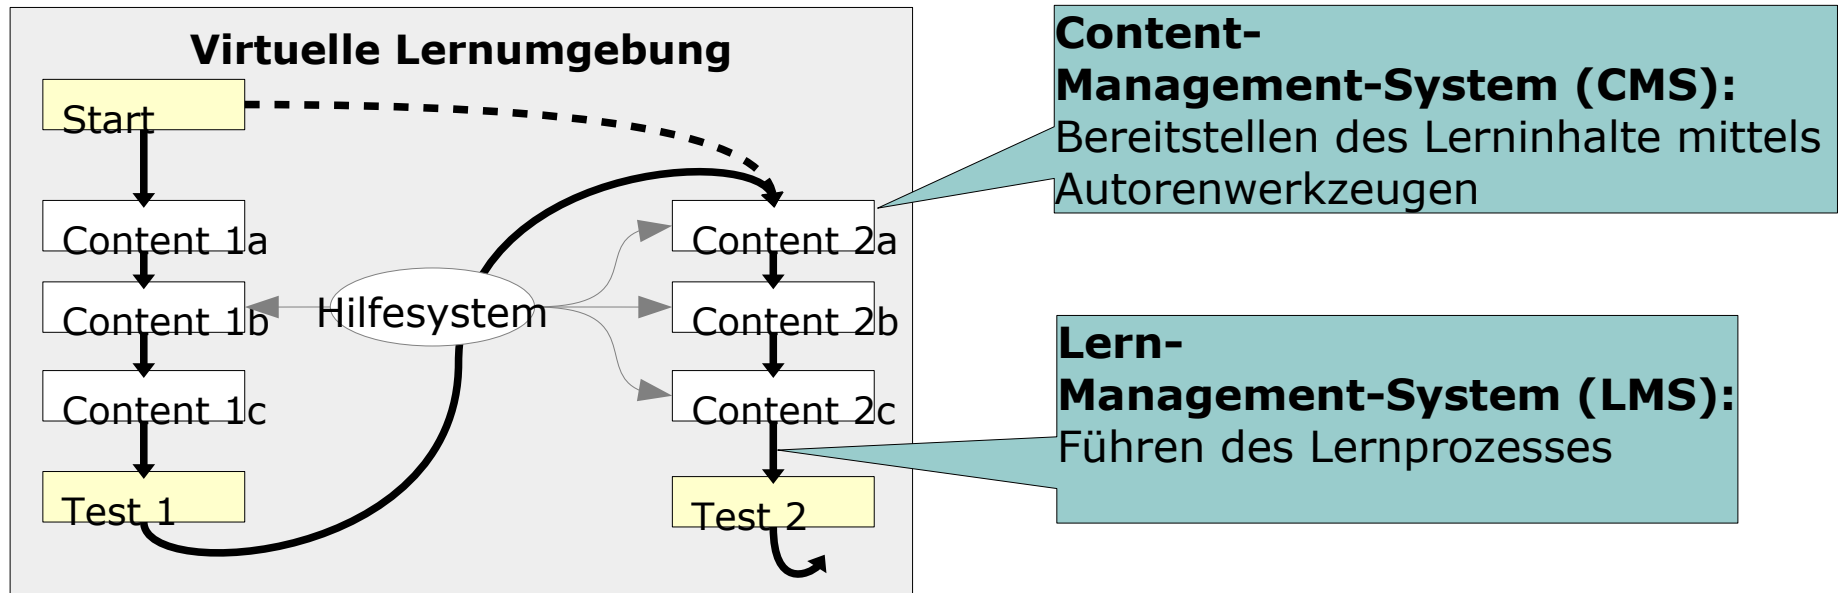 Virtuelle Lernumgebung
Start
Content 1a
Content 1b
Content 1c
Test 1
Hilfesystem
Content 2a
Content 2b
Content 2c
Test 2
Content-
Management-System (CMS):
Bereitstellen des Lerninhalte mittels
Autorenwerkzeugen
Lern-
Management-System (LMS):
Führen des Lernprozesses